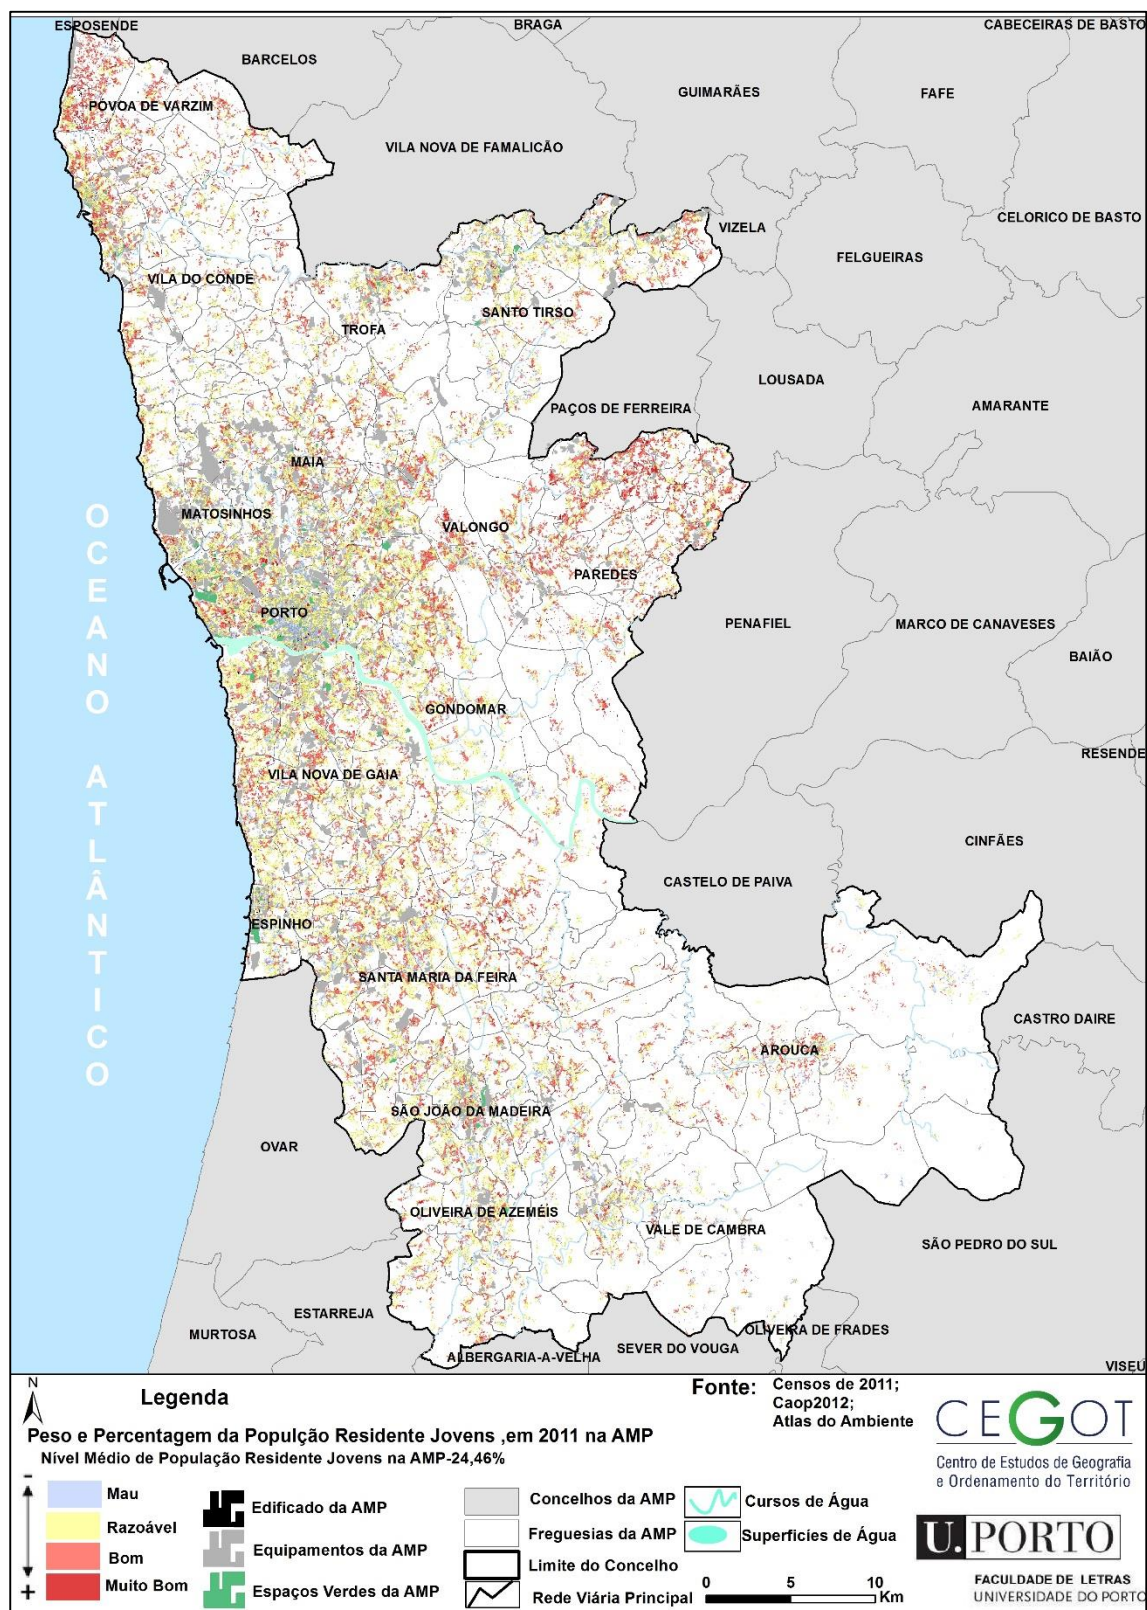 ESPOSENDE
BRAGA
CABECEIRAS DE BASTO
BARCELOS
GUIMARÃES
FAFE
PÓVOA DE VARZIM
VILA NOVA DE FAMALICÃO
CELORICO DE BASTO
VIZELA
FELGUEIRAS
VILA DO CONDE
SANTO TIRSO
TROFA
LOUSADA
PAÇOS DE FERREIRA
AMARANTE
MAIA
MATOSINHOS
VALONGO
PAREDES
PORTO
PENAFIEL
MARCO DE CANAVESES
BAIÃO
GONDOMAR
RESENDE
VILA NOVA DE GAIA
CINFÃES
CASTELO DE PAIVA
OCEANO ATLÂNTICO
ESPINHO
SANTA MARIA DA FEIRA
CASTRO DAIRE
AROUCA
SÃO JOÃO DA MADEIRA
OVAR
OLIVEIRA DE AZEMÉIS
VALE DE CAMBRA
SÃO PEDRO DO SUL
ESTARREJA
MURTOSA
OLIVEIRA DE FRADES
SEVER DO VOUGA
ALBERGARIA-A-VELHA
VISEU
N
Legenda
Peso e Percentagem da Populção Residente Jovens ,em 2011 na AMP
Nível Médio de População Residente Jovens na AMP-24,46%
-
Mau
Razoável
Bom
Muito Bom
+
Edificado da AMP
Equipamentos da AMP
Espaços Verdes da AMP
Concelhos da AMP
Freguesias da AMP
Limite do Concelho
Rede Viária Principal
Cursos de Água
Superfícies de Água
0 5 10
Km
Fonte: Censos de 2011;
Caop2012;
Atlas do Ambiente
CEGOT
Centro de Estudos de Geografia
e Ordenamento do Território
U. PORTO
FACULDADE DE LETRAS
UNIVERSIDADE DO PORTO